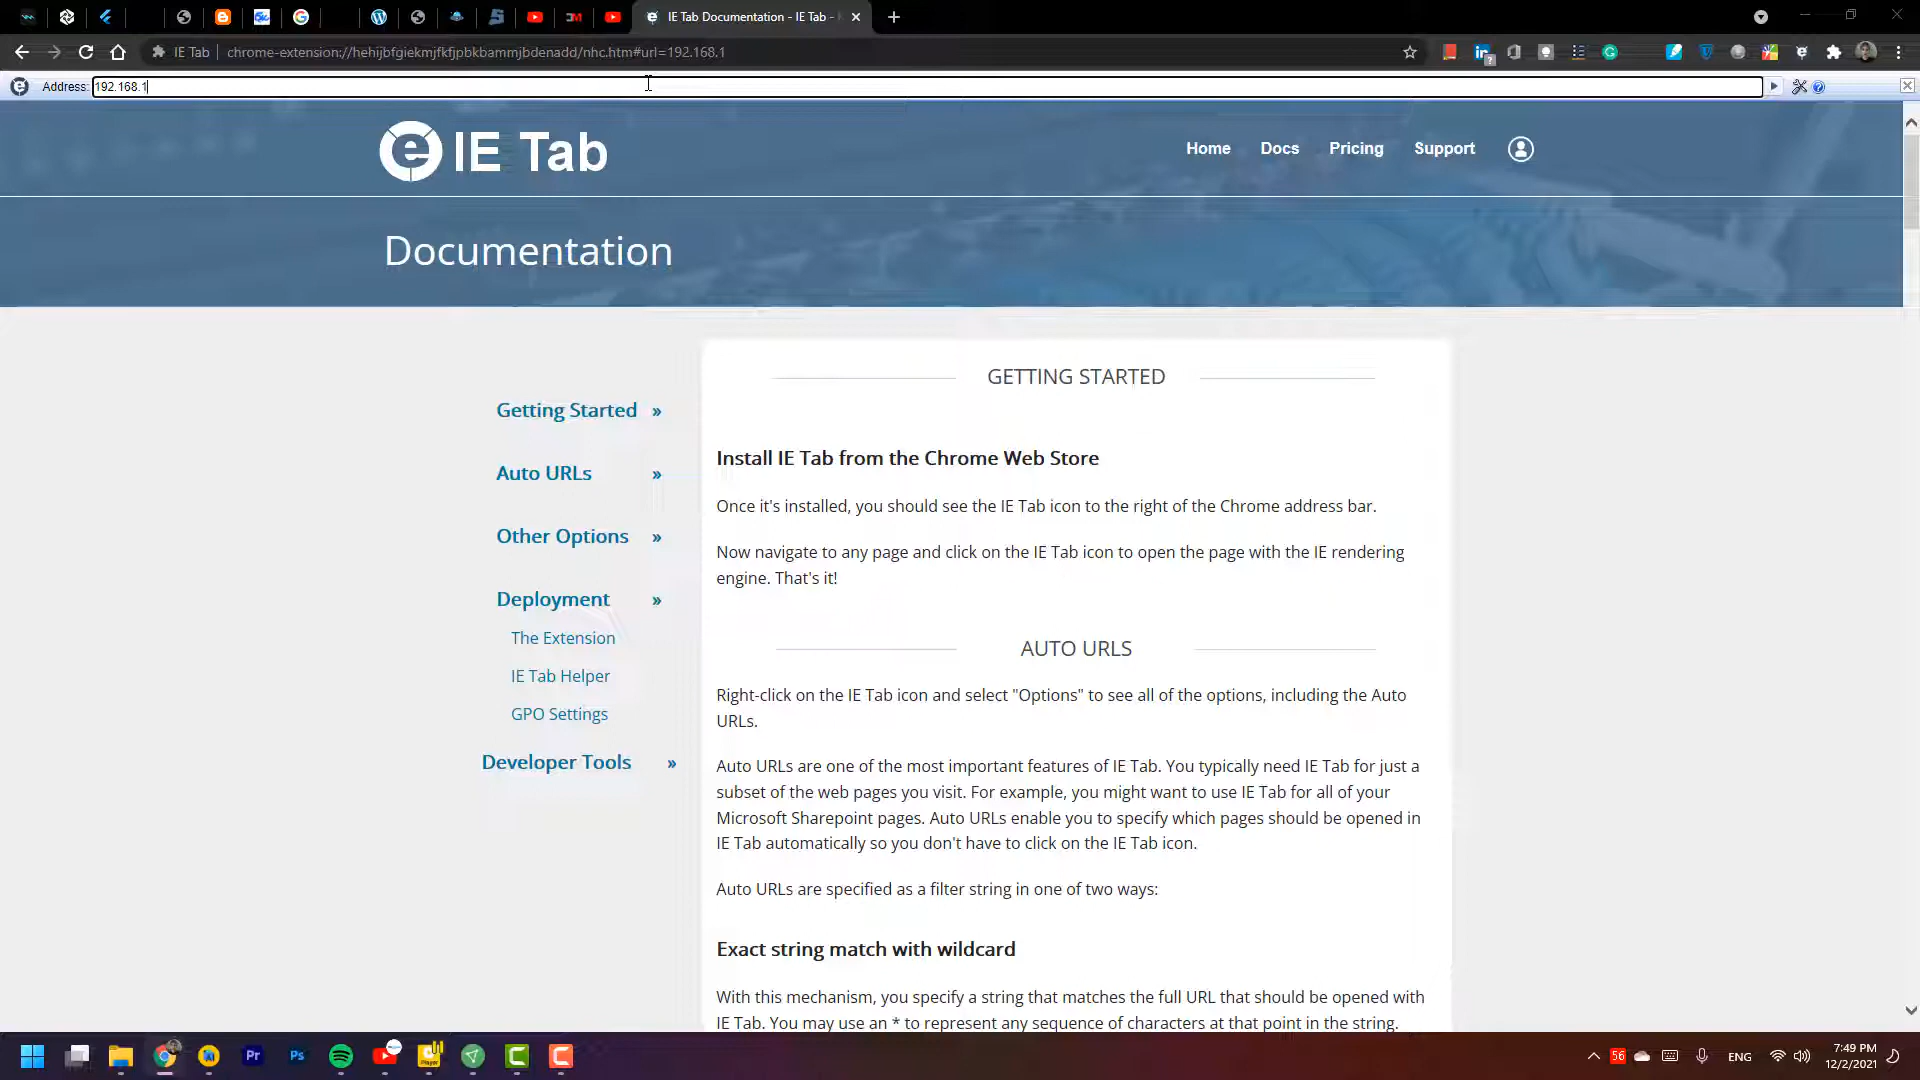 IE Tab Documentation - IE Tab -
IE Tab
chrome-extension://hehijbfgiekmjfkfjpbkbammjbdenadd/nhc.htm#url=192.168.1
Address: 192.168.1
IE Tab
Home
Docs
Pricing
Support
Documentation
Getting Started »
Auto URLs »
Other Options »
Deployment »
The Extension
IE Tab Helper
GPO Settings
Developer Tools »
GETTING STARTED
Install IE Tab from the Chrome Web Store
Once it's installed, you should see the IE Tab icon to the right of the Chrome address bar.
Now navigate to any page and click on the IE Tab icon to open the page with the IE rendering
engine. That's it!
AUTO URLS
Right-click on the IE Tab icon and select "Options" to see all of the options, including the Auto
URLs.
Auto URLs are one of the most important features of IE Tab. You typically need IE Tab for just a
subset of the web pages you visit. For example, you might want to use IE Tab for all of your
Microsoft Sharepoint pages. Auto URLs enable you to specify which pages should be opened in
IE Tab automatically so you don't have to click on the IE Tab icon.
Auto URLs are specified as a filter string in one of two ways:
Exact string match with wildcard
With this mechanism, you specify a string that matches the full URL that should be opened with
IE Tab. You may use an * to represent any sequence of characters at that point in the string.
Pr
Ps
56
ENG
7:49 PM
12/2/2021